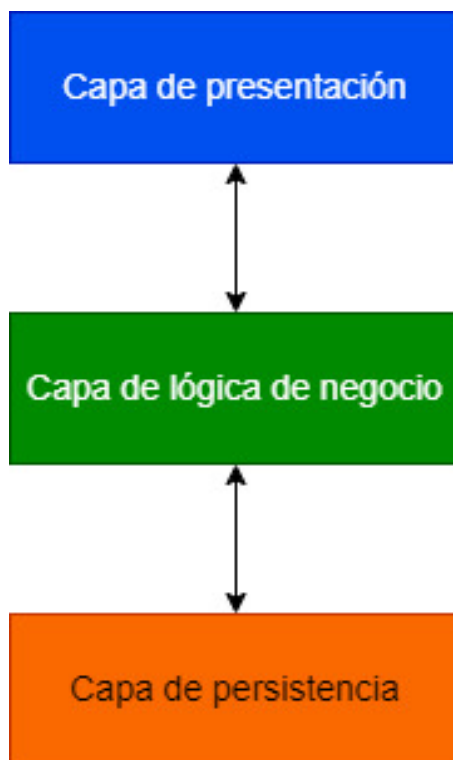 Capa de presentación
Capa de lógica de negocio
Capa de persistencia